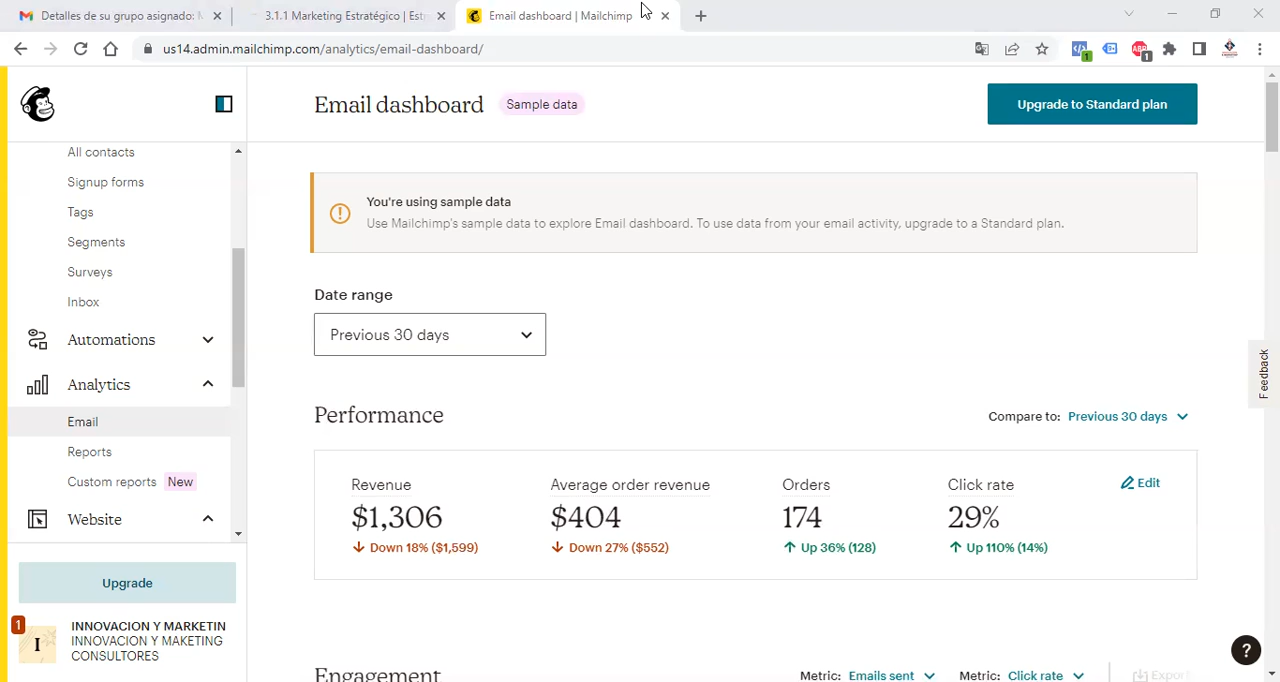 Detalles de su grupo asignado: M
3.1.1 Marketing Estratégico | Estr
Email dashboard | Mailchimp
us14.admin.mailchimp.com/analytics/email-dashboard/
1
ABP
1
All contacts
Signup forms
Tags
Segments
Surveys
Inbox
Automations
Analytics
Email
Reports
Custom reports New
Website
Upgrade
1
I
INNOVACION Y MARKETIN
INNOVACION Y MAKETING
CONSULTORES
Email dashboard Sample data
Upgrade to Standard plan
You're using sample data
Use Mailchimp's sample data to explore Email dashboard. To use data from your email activity, upgrade to a Standard plan.
Date range
Previous 30 days
Performance
Compare to: Previous 30 days
Revenue Average order revenue Orders Click rate Edit
$1,306 $404 174 29%
Down 18% ($1,599) Down 27% ($552) Up 36% (128) Up 110% (14%)
Engagement
Metric: Emails sent Metric: Click rate Export
Feedback
?